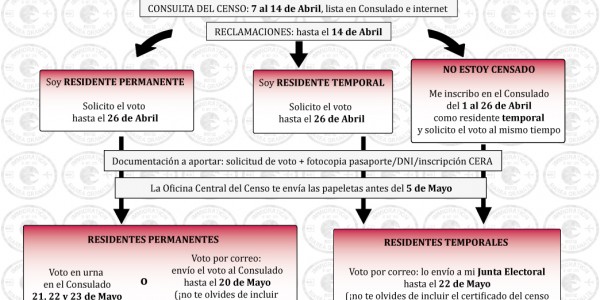 CONSULTA DEL CENSO: 7 al 14 de Abril, lista en Consulado e internet
RECLAMACIONES: hasta el 14 de Abril
Soy RESIDENTE PERMANENTE
Solicito el voto
hasta el 26 de Abril
Soy RESIDENTE TEMPORAL
Solicito el voto
hasta el 26 de Abril
NO ESTOY CENSADO
Me inscribo en el Consulado
del 1 al 26 de Abril
como residente temporal
y solicito el voto al mismo tiempo
Documentación a aportar: solicitud de voto + fotocopia pasaporte/DNI/inscripción CERA
La Oficina Central del Censo te envía las papeletas antes del 5 de Mayo
RESIDENTES PERMANENTES
Voto en urna
en el Consulado
21, 22 y 23 de Mayo
O
Voto por correo:
envío el voto al Consulado
hasta el 20 de Mayo
(¡no te olvides de incluir
RESIDENTES TEMPORALES
Voto por correo: lo envío a mi Junta Electoral
hasta el 22 de Mayo
(¡no te olvides de incluir el certificado del censo